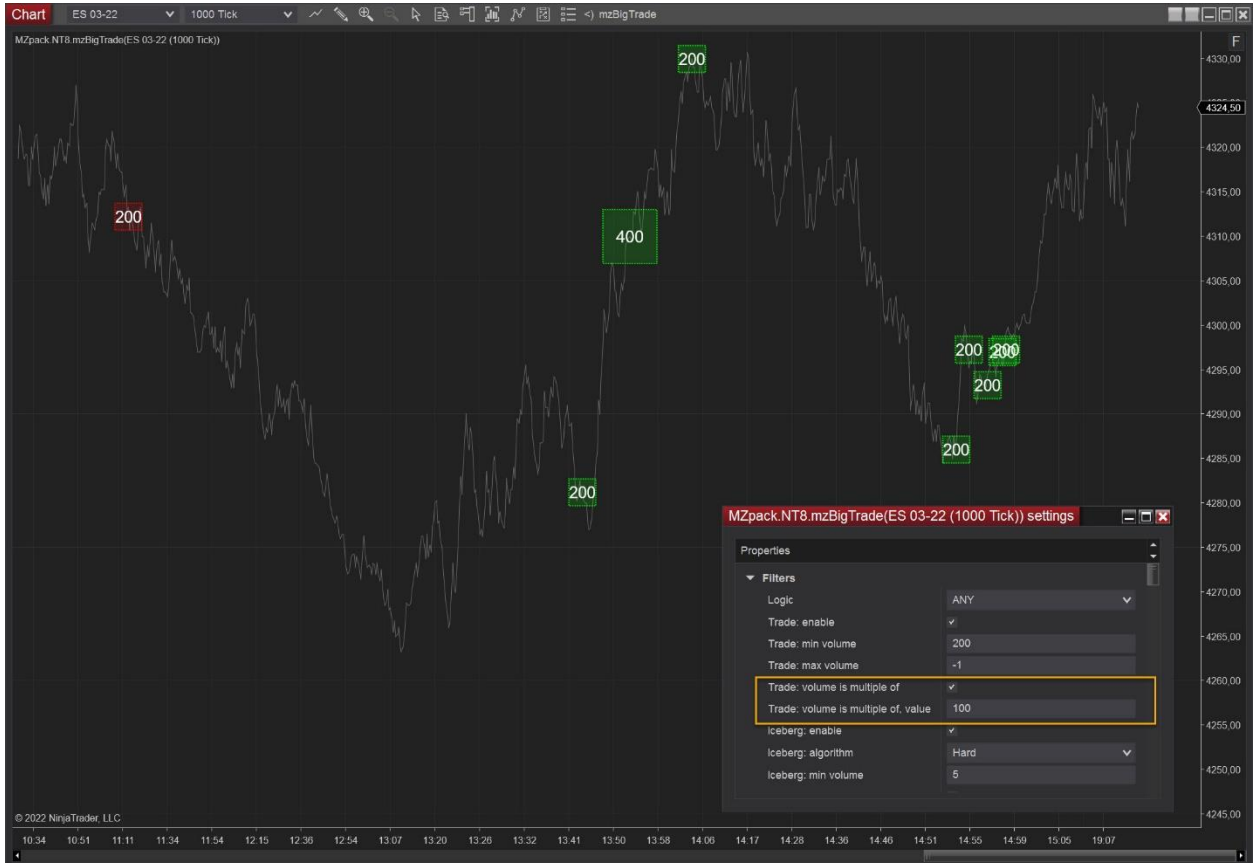 Chart ES 03-22 1000 Tick <) mzBigTrade
MZpack.NT8.mzBigTrade(ES 03-22 (1000 Tick))
F
4330,00
4324,50
4320,00
4315,00
4310,00
4305,00
4300,00
4295,00
4290,00
4285,00
4280,00
4275,00
4270,00
4265,00
4260,00
4255,00
4250,00
4245,00
200
200
400
200
200
200
200
200
200
MZpack.NT8.mzBigTrade(ES 03-22 (1000 Tick)) settings
Properties
Filters
Logic ANY
Trade: enable
Trade: min volume 200
Trade: max volume -1
Trade: volume is multiple of
Trade: volume is multiple of, value 100
Iceberg: enable
Iceberg: algorithm Hard
Iceberg: min volume 5
© 2022 NinjaTrader, LLC
10:34 10:51 11:11 11:34 11:54 12:15 12:36 12:54 13:07 13:20 13:26 13:32 13:41 13:50 13:58 14:06 14:17 14:28 14:36 14:46 14:51 14:55 14:59 15:05 19:07